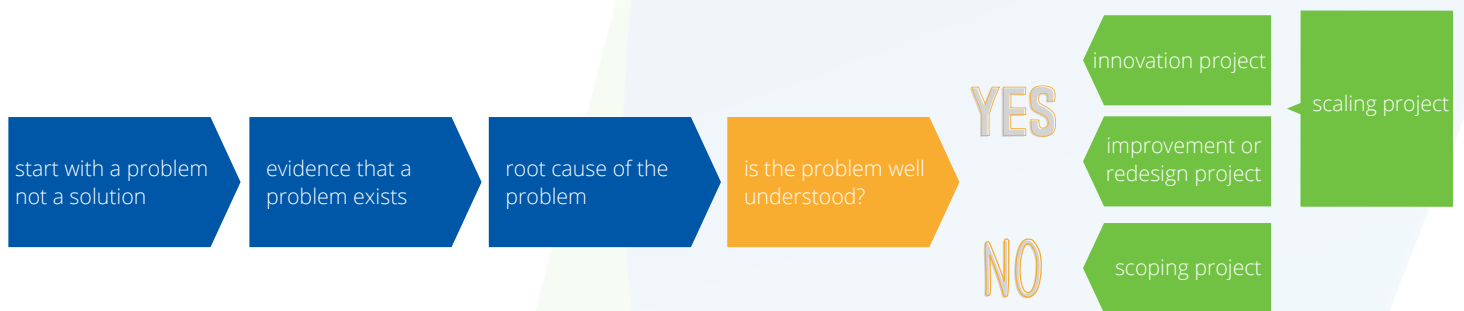 start with a problem
not a solution
evidence that a
problem exists
root cause of the
problem
is the problem well
understood?
YES
innovation project
improvement or
redesign project
scaling project
NO
scoping project